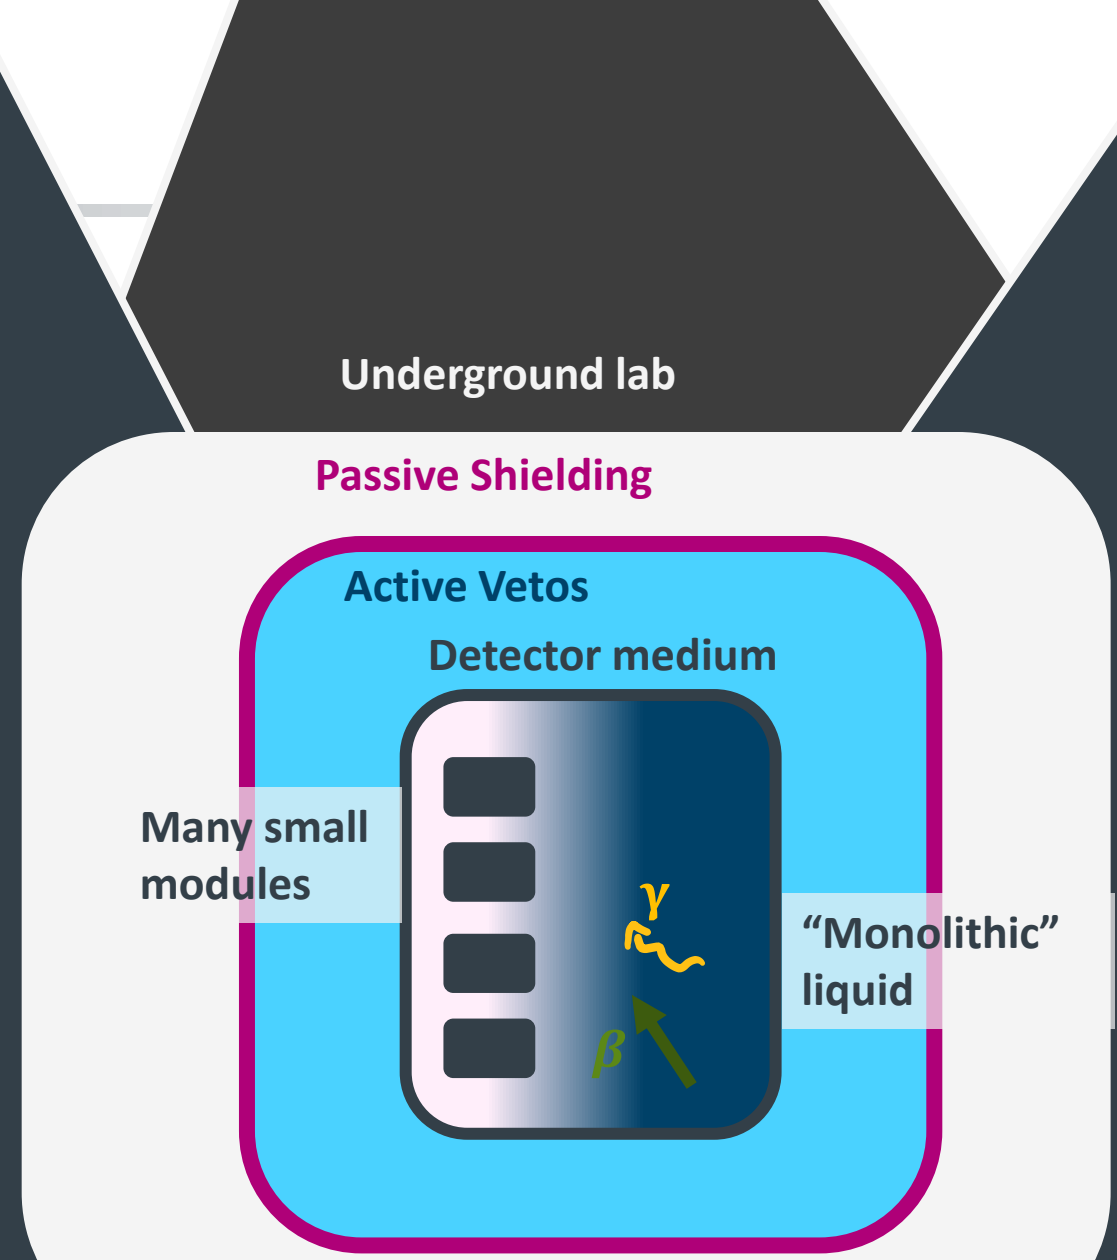 Underground lab
Passive Shielding
Active Vetos
Detector medium
Many small
modules
γ
“Monolithic”
liquid
β